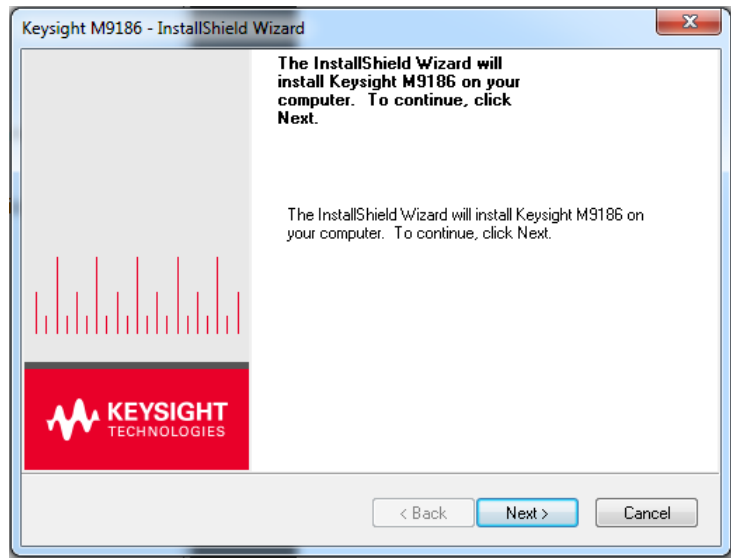 Keysight M9186 - InstallShield Wizard
The InstallShield Wizard will
install Keysight M9186 on your
computer. To continue, click
Next.
The InstallShield Wizard will install Keysight M9186 on
your computer. To continue, click Next.
KEYSIGHT
TECHNOLOGIES
< Back
Next >
Cancel